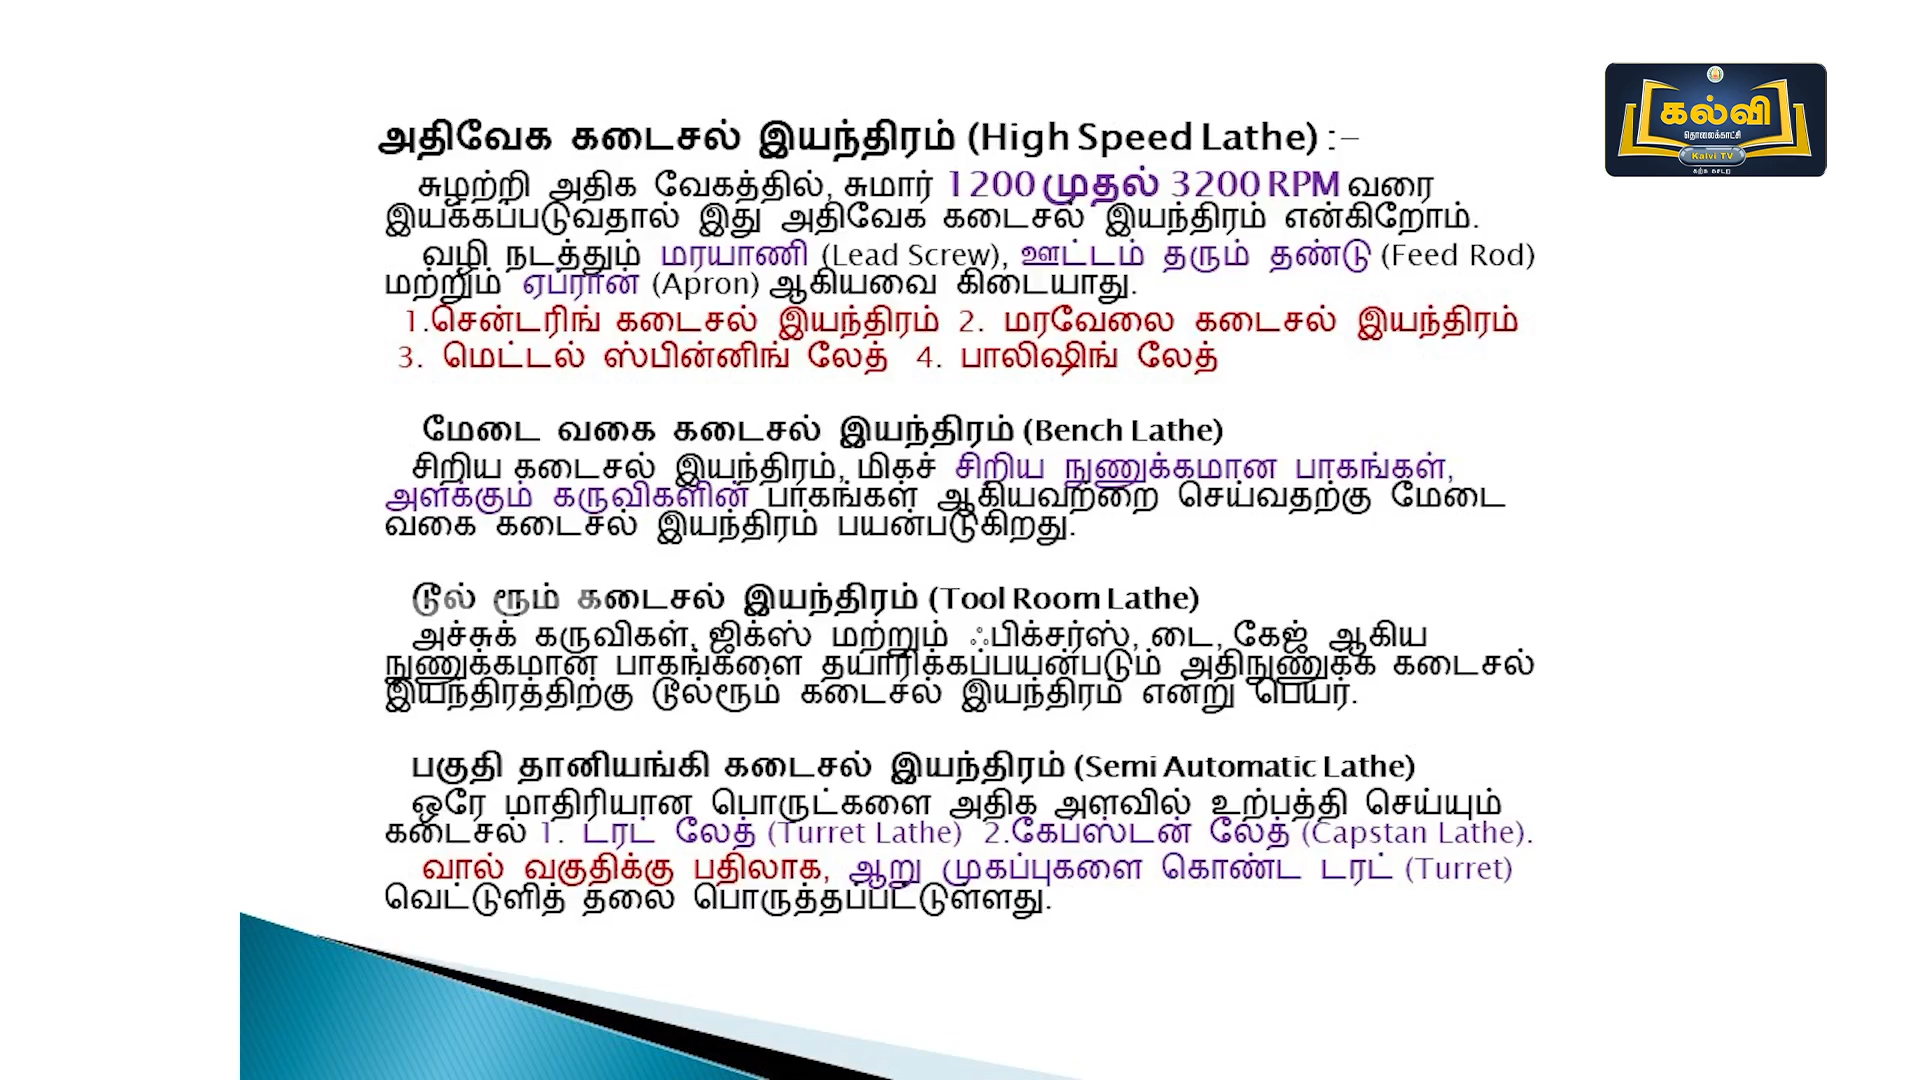 அதிவேக கடைசல் இயந்திரம் (High Speed Lathe) :-
சுழற்றி அதிக வேகத்தில், சுமார் 1200 முதல் 3200 RPM வரை
இயக்கப்படுவதால் இது அதிவேக கடைசல் இயந்திரம் என்கிறோம்.
வழி நடத்தும் மரயாணி (Lead Screw), ஊட்டம் தரும் தண்டு (Feed Rod)
மற்றும் ஏப்ரான் (Apron) ஆகியவை கிடையாது.
1.சென்டரிங் கடைசல் இயந்திரம் 2. மரவேலை கடைசல் இயந்திரம்
3. மெட்டல் ஸ்பின்னிங் லேத் 4. பாலிஷிங் லேத்
மேடை வகை கடைசல் இயந்திரம் (Bench Lathe)
சிறிய கடைசல் இயந்திரம், மிகச் சிறிய நுணுக்கமான பாகங்கள்,
அளக்கும் கருவிகளின் பாகங்கள் ஆகியவற்றை செய்வதற்கு மேடை
வகை கடைசல் இயந்திரம் பயன்படுகிறது.
டூல் ரூம் கடைசல் இயந்திரம் (Tool Room Lathe)
அச்சுக் கருவிகள், ஜிக்ஸ் மற்றும் ஃபிக்சர்ஸ், டை, கேஜ் ஆகிய
நுணுக்கமான பாகங்களை தயாரிக்கப்பயன்படும் அதிநுணுக்க கடைசல்
இயந்திரத்திற்கு டூல்ரூம் கடைசல் இயந்திரம் என்று பெயர்.
பகுதி தானியங்கி கடைசல் இயந்திரம் (Semi Automatic Lathe)
ஒரே மாதிரியான பொருட்களை அதிக அளவில் உற்பத்தி செய்யும்
கடைசல் 1. டரட் லேத் (Turret Lathe) 2.கேப்ஸ்டன் லேத் (Capstan Lathe).
வால் வகுதிக்கு பதிலாக, ஆறு முகப்புகளை கொண்ட டரட் (Turret)
வெட்டுளித் தலை பொருத்தப்பட்டுள்ளது.
கல்வி
தொலைக்காட்சி
Kalvi TV
கற்க கசடற